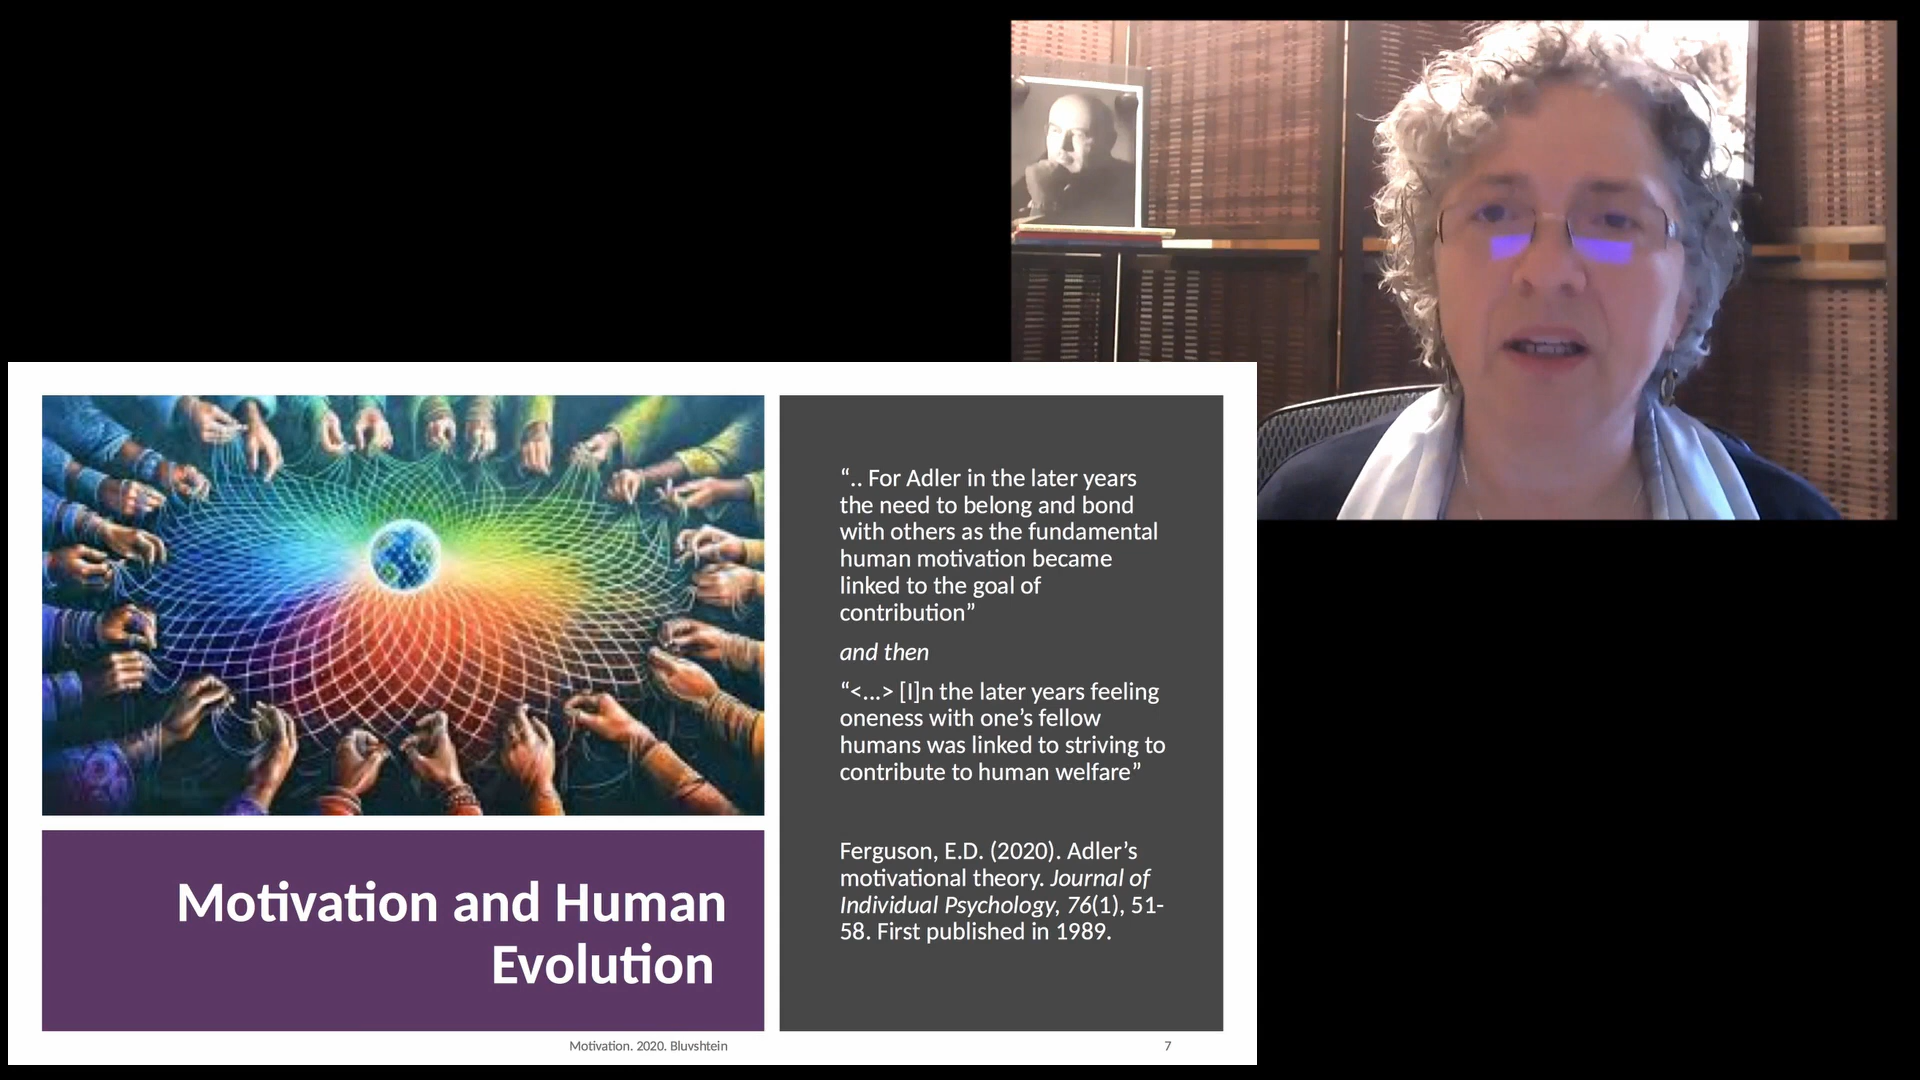 “.. For Adler in the later years
the need to belong and bond
with others as the fundamental
human motivation became
linked to the goal of
contribution”
and then
“<...> [I]n the later years feeling
oneness with one’s fellow
humans was linked to striving to
contribute to human welfare”
Ferguson, E.D. (2020). Adler’s
motivational theory. Journal of
Individual Psychology, 76(1), 51-
58. First published in 1989.
Motivation and Human
Evolution
Motivation. 2020. Bluvshtein
7